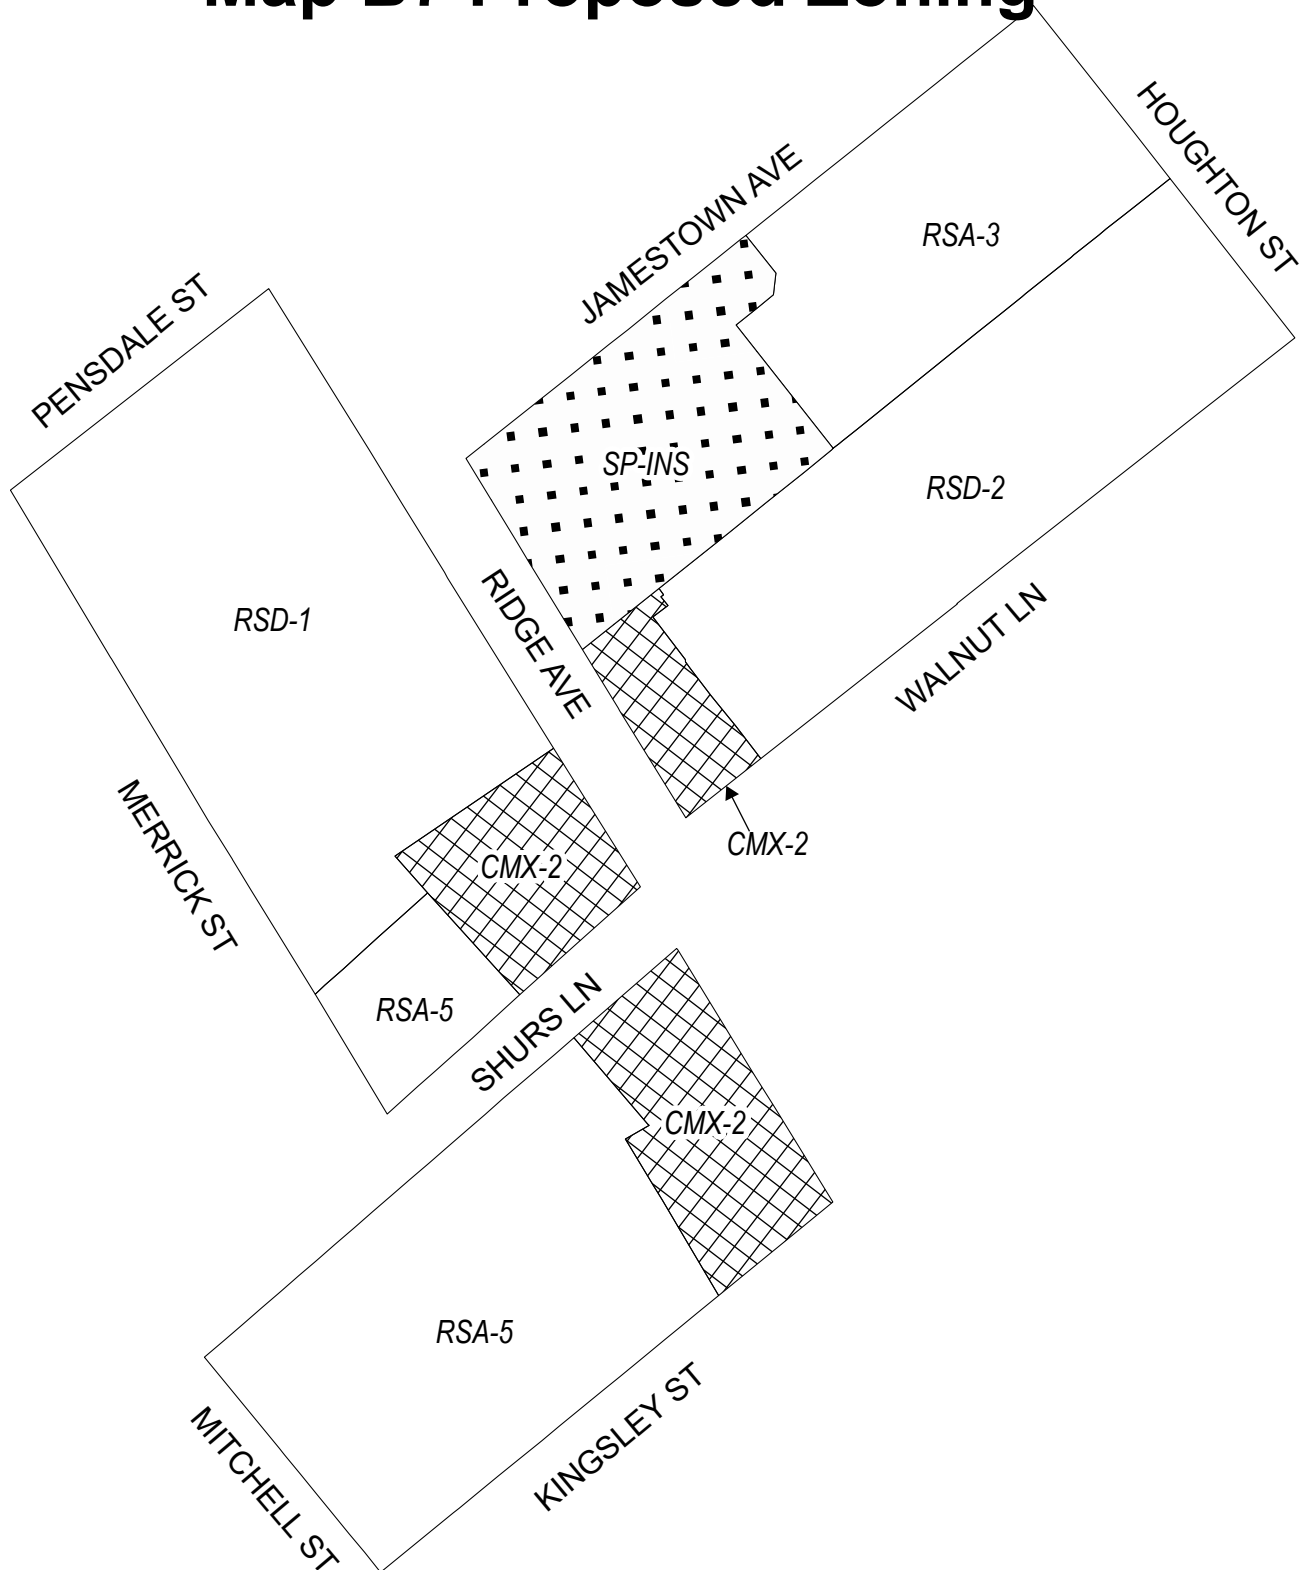 Map B7 Proposed Zoning
HOUGHTON ST
JAMESTOWN AVE
RSA-3
PENSDALE ST
SP-INS
RSD-2
RSD-1
RIDGE AVE
WALNUT LN
MERRICK ST
CMX-2
CMX-2
RSA-5
SHURS LN
CMX-2
RSA-5
KINGSLEY ST
MITCHELL ST